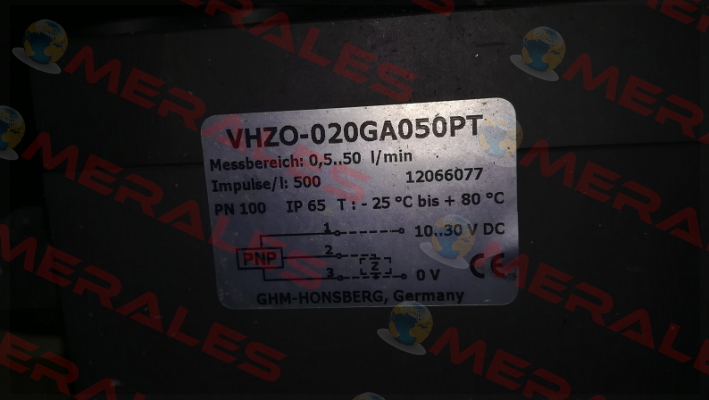 VHZO-020GA050PT
Messbereich: 0,5..50 l/min
Impulse/l: 500 12066077
PN 100 IP 65 T : - 25 °C bis + 80 °C
1 10..30 V DC
PNP 2 Z
3 0 V
CE
GHM-HONSBERG, Germany
MERALES
MERALES
MERALES
MERALES
MERALES
MERALES